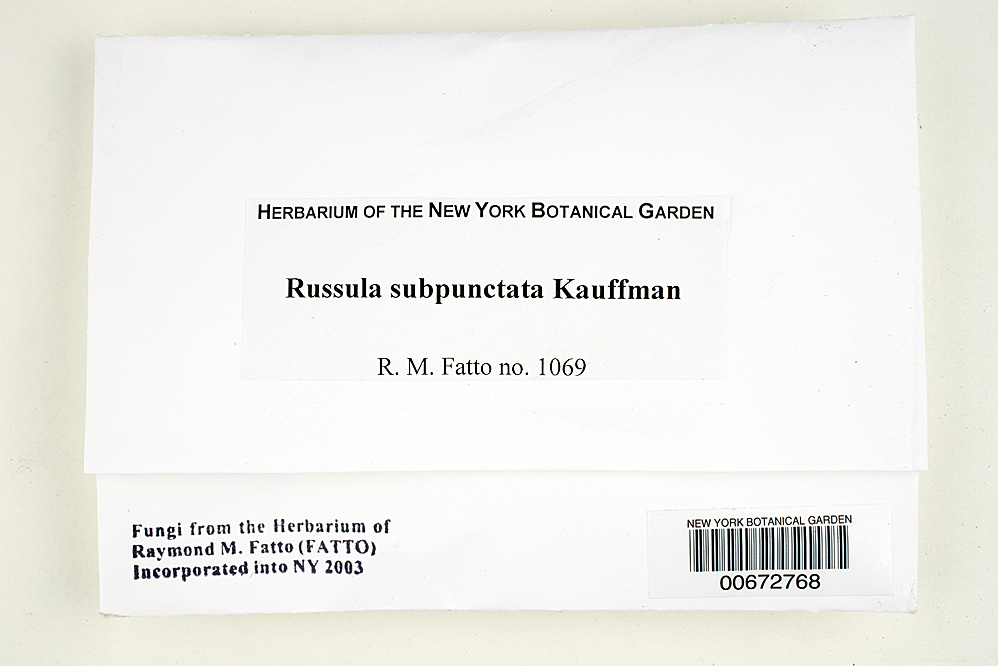 HERBARIUM OF THE NEW YORK BOTANICAL GARDEN
Russula subpunctata Kauffman
R. M. Fatto no. 1069
Fungi from the Herbarium of
Raymond M. Fatto (FATTO)
Incorporated into NY 2003
NEW YORK BOTANICAL GARDEN
00672768